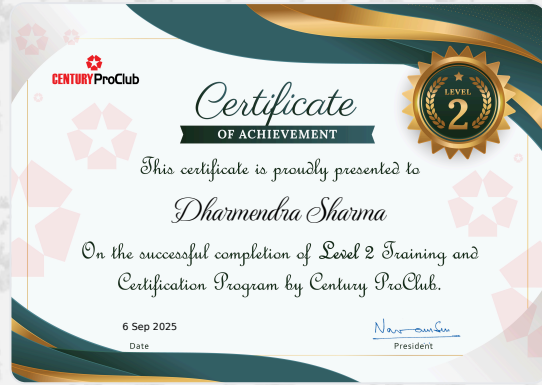 CENTURY ProClub
Certificate
OF ACHIEVEMENT
LEVEL
2
This certificate is proudly presented to
Dharmendra Sharma
On the successful completion of Level 2 Training and
Certification Program by Century ProClub.
6 Sep 2025
Date
President